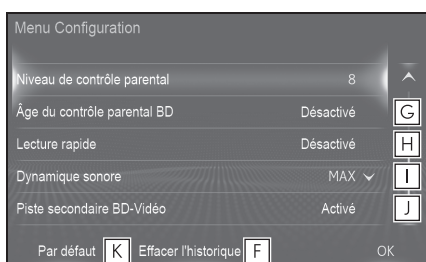 Menu Configuration
Niveau de contrôle parental 8
Âge du contrôle parental BD Désactivé G
Lecture rapide Désactivé H
Dynamique sonore MAX I
Piste secondaire BD-Vidéo Activé J
Par défaut K Effacer l'historique F OK